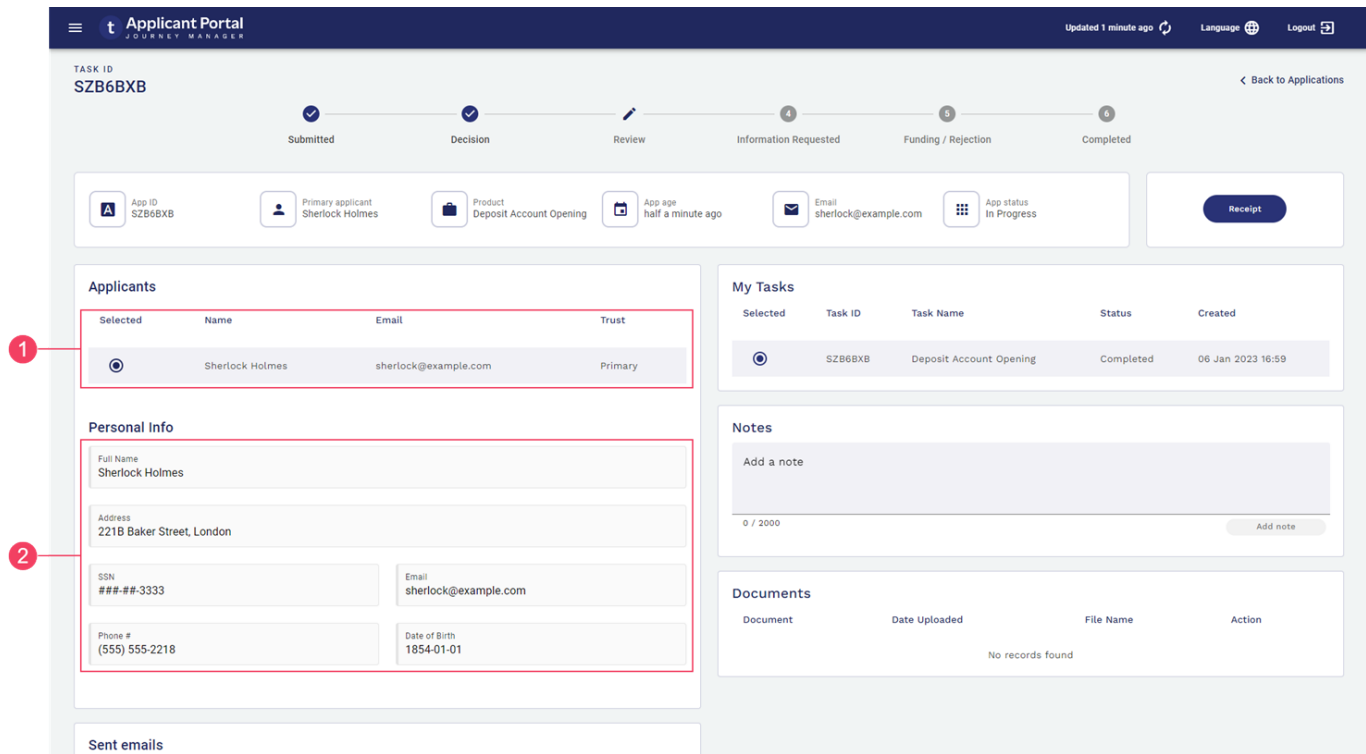 t Applicant Portal
JOURNEY MANAGER
Updated 1 minute ago
Language
Logout
TASK ID
SZB6BXB
Back to Applications
Submitted
Decision
Review
4
Information Requested
5
Funding / Rejection
6
Completed
A
App ID
SZB6BXB
Primary applicant
Sherlock Holmes
Product
Deposit Account Opening
App age
half a minute ago
Email
sherlock@example.com
App status
In Progress
Receipt
Applicants
Selected Name Email Trust
Sherlock Holmes sherlock@example.com Primary
1
Personal Info
Full Name
Sherlock Holmes
Address
221B Baker Street, London
2
SSN
###-##-3333
Email
sherlock@example.com
Phone #
(555) 555-2218
Date of Birth
1854-01-01
Sent emails
My Tasks
Selected Task ID Task Name Status Created
SZB6BXB Deposit Account Opening Completed 06 Jan 2023 16:59
Notes
Add a note
0 / 2000
Add note
Documents
Document Date Uploaded File Name Action
No records found